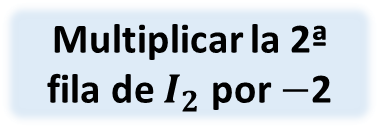 Multiplicar la 2ª
fila de 𝑰₂ por −2